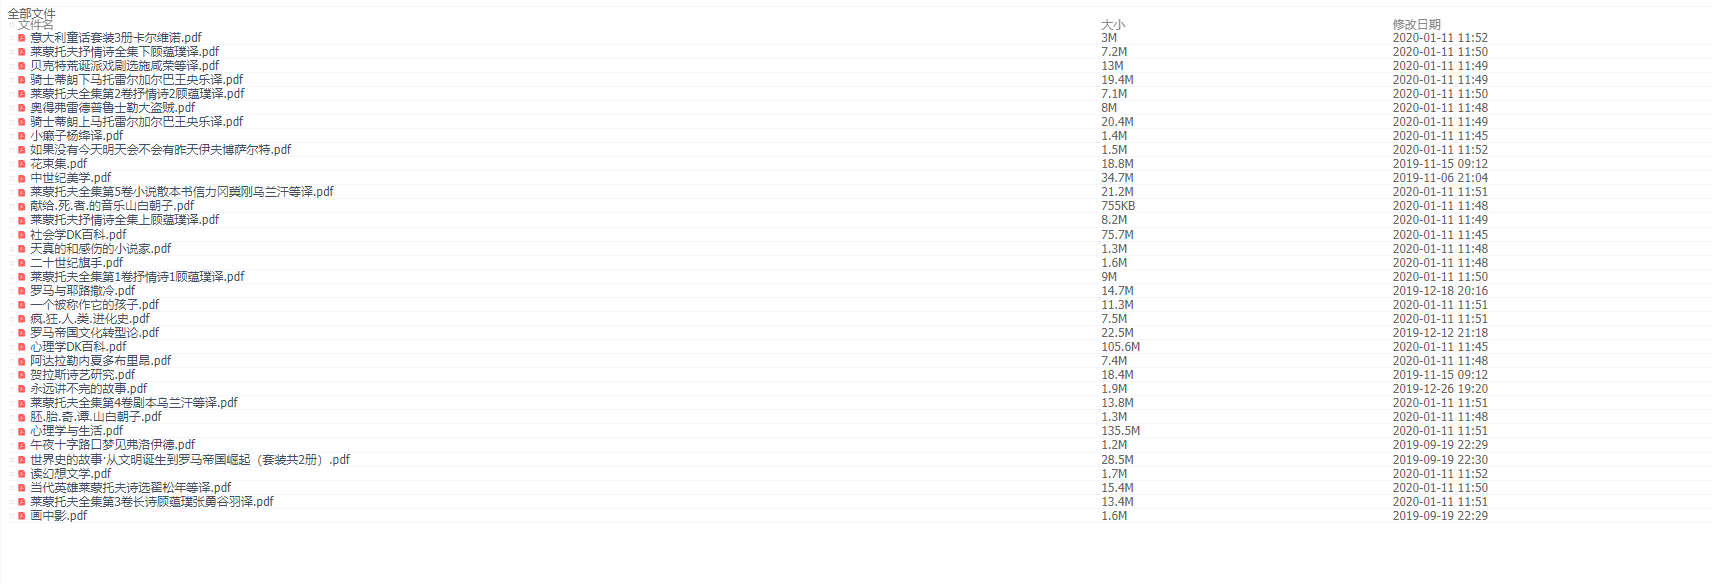 全部文件
文件名 大小 修改日期
意大利童话套装3册卡尔维诺.pdf 3M 2020-01-11 11:52
莱蒙托夫抒情诗全集下顾蕴璞译.pdf 7.2M 2020-01-11 11:50
贝克特荒诞派戏剧选施咸荣等译.pdf 13M 2020-01-11 11:49
骑士蒂朗下马托雷尔加尔巴王央乐译.pdf 19.4M 2020-01-11 11:49
莱蒙托夫全集第2卷抒情诗2顾蕴璞译.pdf 7.1M 2020-01-11 11:50
奥得弗雷德普鲁士勒大盗贼.pdf 8M 2020-01-11 11:48
骑士蒂朗上马托雷尔加尔巴王央乐译.pdf 20.4M 2020-01-11 11:49
小癞子杨绛译.pdf 1.4M 2020-01-11 11:45
如果没有今天明天会不会有昨天伊夫博萨尔特.pdf 1.5M 2020-01-11 11:52
花束集.pdf 18.8M 2019-11-15 09:12
中世纪美学.pdf 34.7M 2019-11-06 21:04
莱蒙托夫全集第5卷小说散本书信力冈冀刚乌兰汗等译.pdf 21.2M 2020-01-11 11:51
献给.死.者.的音乐山白朝子.pdf 755KB 2020-01-11 11:48
莱蒙托夫抒情诗全集上顾蕴璞译.pdf 8.2M 2020-01-11 11:49
社会学DK百科.pdf 75.7M 2020-01-11 11:45
天真的和感伤的小说家.pdf 1.3M 2020-01-11 11:48
二十世纪旗手.pdf 1.6M 2020-01-11 11:48
莱蒙托夫全集第1卷抒情诗1顾蕴璞译.pdf 9M 2020-01-11 11:50
罗马与耶路撒冷.pdf 14.7M 2019-12-18 20:16
一个被称作它的孩子.pdf 11.3M 2020-01-11 11:51
疯.狂.人.类.进化史.pdf 7.5M 2020-01-11 11:51
罗马帝国文化转型论.pdf 22.5M 2019-12-12 21:18
心理学DK百科.pdf 105.6M 2020-01-11 11:45
阿达拉勒内夏多布里昂.pdf 7.4M 2020-01-11 11:48
贺拉斯诗艺研究.pdf 18.4M 2019-11-15 09:12
永远讲不完的故事.pdf 1.9M 2019-12-26 19:20
莱蒙托夫全集第4卷剧本乌兰汗等译.pdf 13.8M 2020-01-11 11:51
胚.胎.奇.谭.山白朝子.pdf 1.3M 2020-01-11 11:48
心理学与生活.pdf 135.5M 2020-01-11 11:51
午夜十字路口梦见弗洛伊德.pdf 1.2M 2019-09-19 22:29
世界史的故事·从文明诞生到罗马帝国崛起（套装共2册）.pdf 28.5M 2019-09-19 22:30
读幻想文学.pdf 1.7M 2020-01-11 11:52
当代英雄莱蒙托夫诗选翟松年等译.pdf 15.4M 2020-01-11 11:50
莱蒙托夫全集第3卷长诗顾蕴璞张勇谷羽译.pdf 13.4M 2020-01-11 11:51
画中影.pdf 1.6M 2019-09-19 22:29